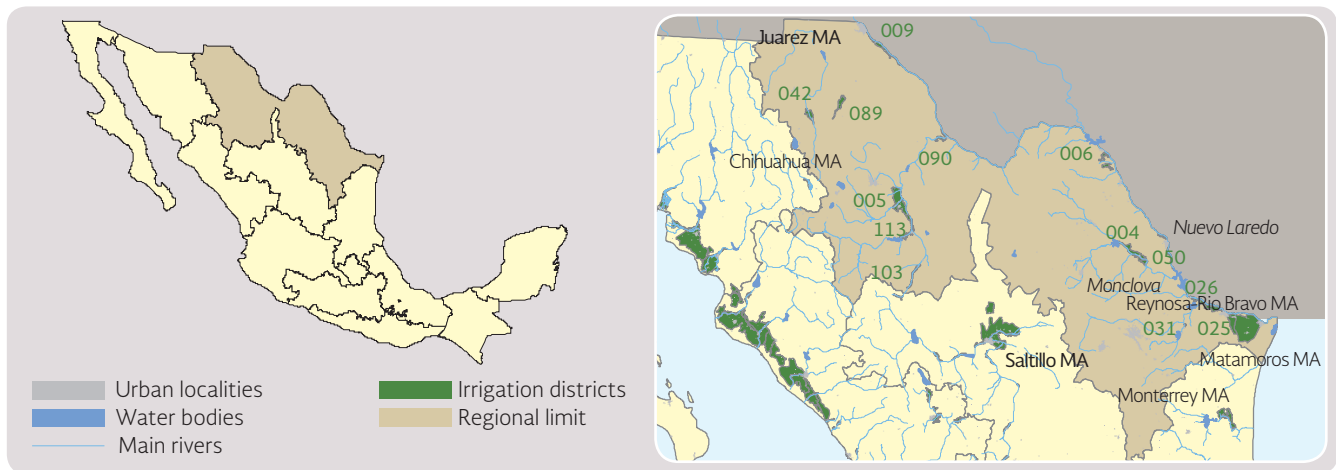 Urban localities
Water bodies
Main rivers
Irrigation districts
Regional limit
Juarez MA
009
042
089
Chihuahua MA
090
006
005
113
103
Nuevo Laredo
004
050
Monclova
026
Reynosa-Rio Bravo MA
031
025
Saltillo MA
Matamoros MA
Monterrey MA